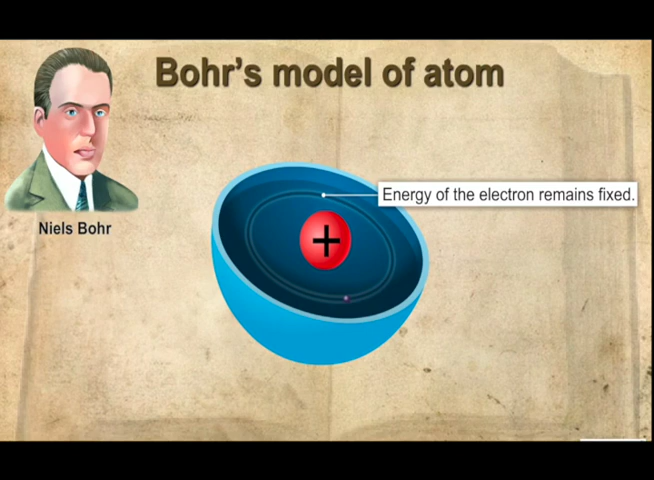 Bohr's model of atom
Energy of the electron remains fixed.
+
Niels Bohr